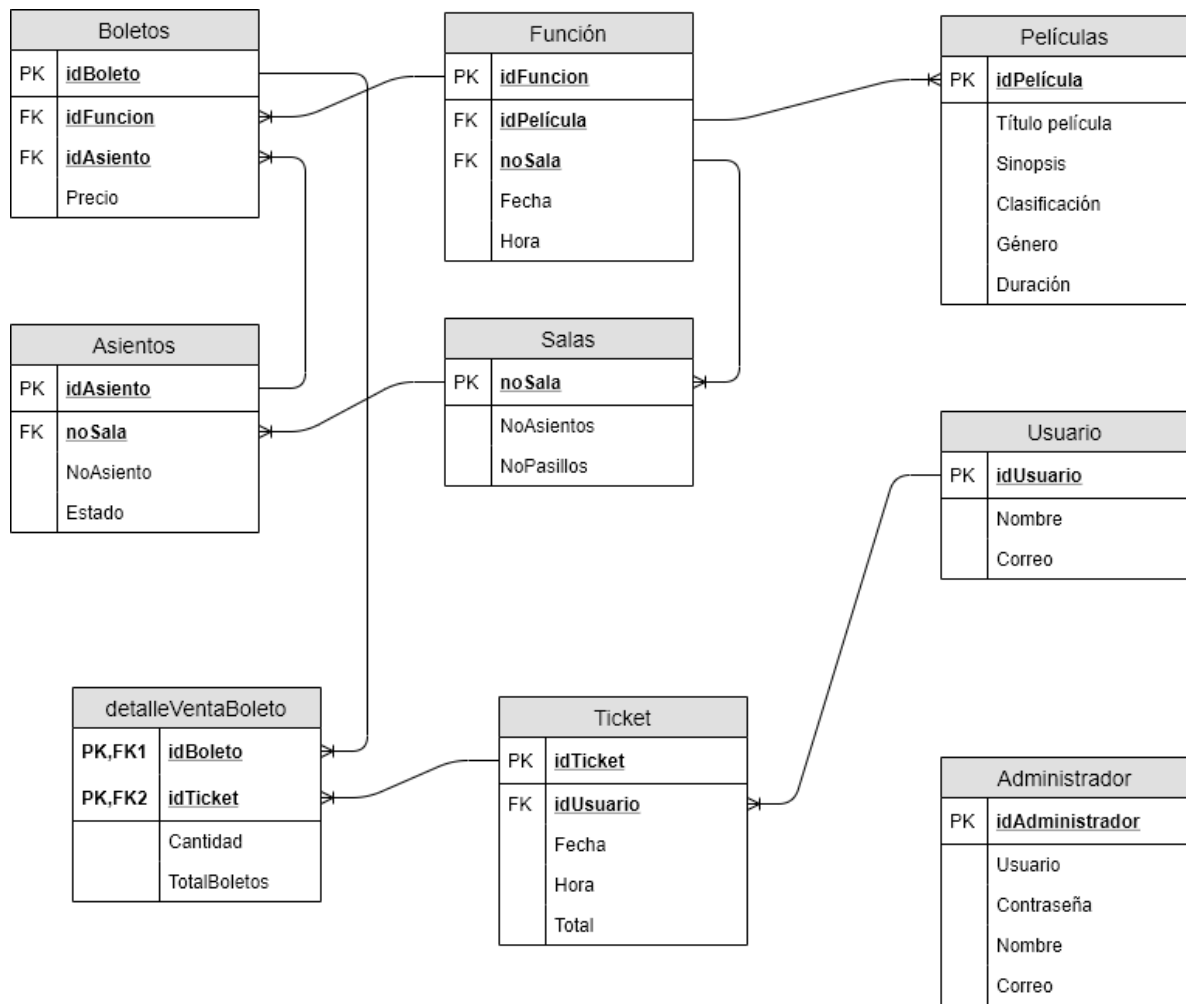 Boletos
PK idBoleto
FK idFuncion
FK idAsiento
Precio
Función
PK idFuncion
FK idPelícula
FK noSala
Fecha
Hora
Películas
PK idPelícula
Título película
Sinopsis
Clasificación
Género
Duración
Asientos
PK idAsiento
FK noSala
NoAsiento
Estado
Salas
PK noSala
NoAsientos
NoPasillos
Usuario
PK idUsuario
Nombre
Correo
detalleVentaBoleto
PK,FK1 idBoleto
PK,FK2 idTicket
Cantidad
TotalBoletos
Ticket
PK idTicket
FK idUsuario
Fecha
Hora
Total
Administrador
PK idAdministrador
Usuario
Contraseña
Nombre
Correo